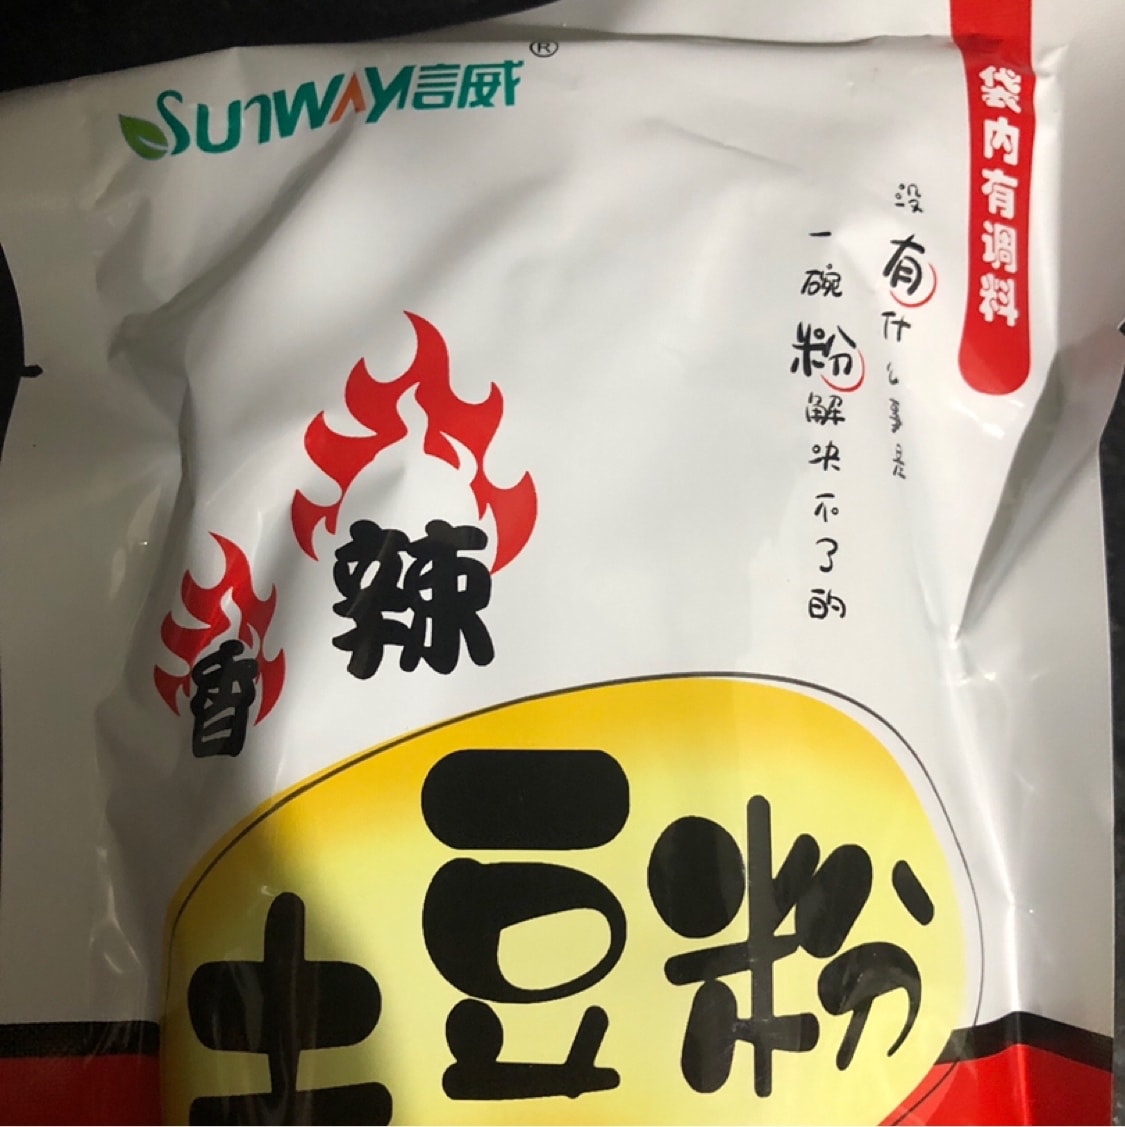 SUNWAY信威®
袋内有调料
没有什么事是
一碗粉解决不了的
香辣
土豆粉